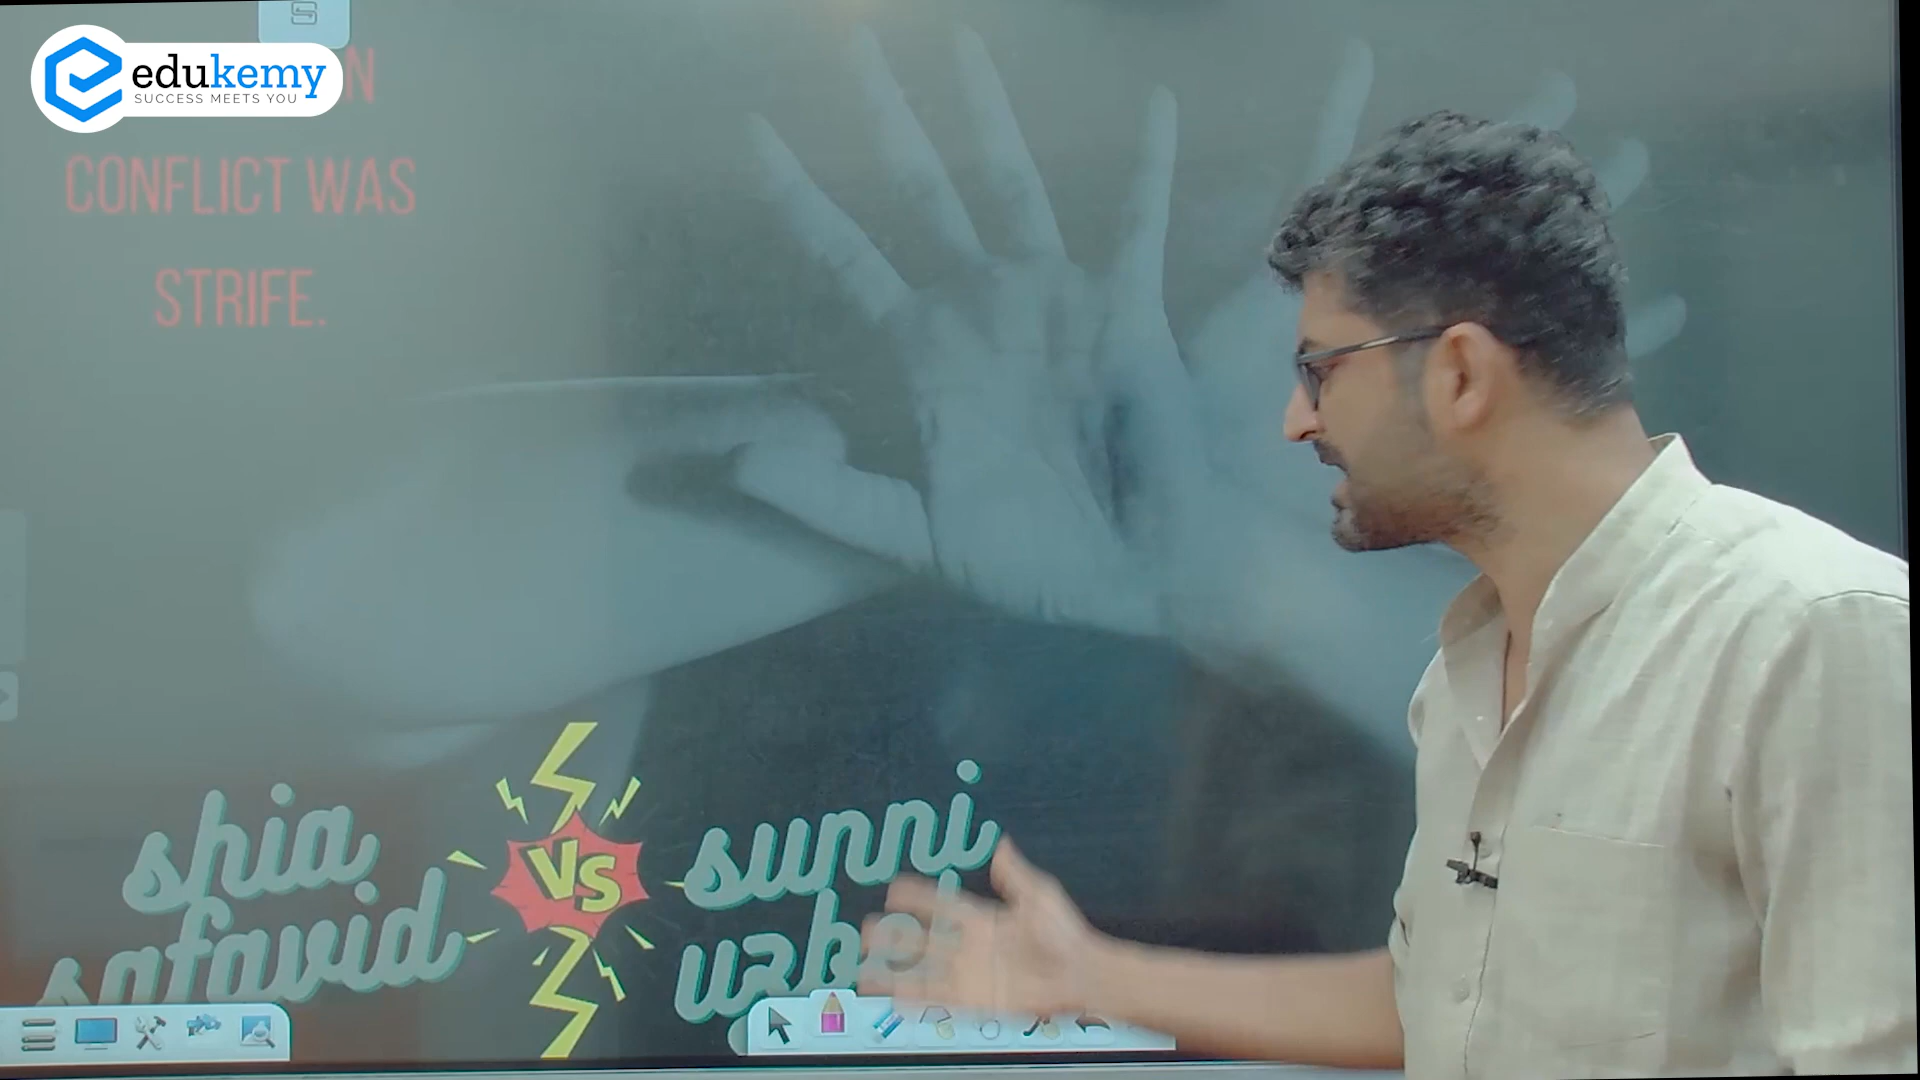 edukemy
SUCCESS MEETS YOU
CONFLICT WAS
STRIFE.
shia
safavid
VS
sunni